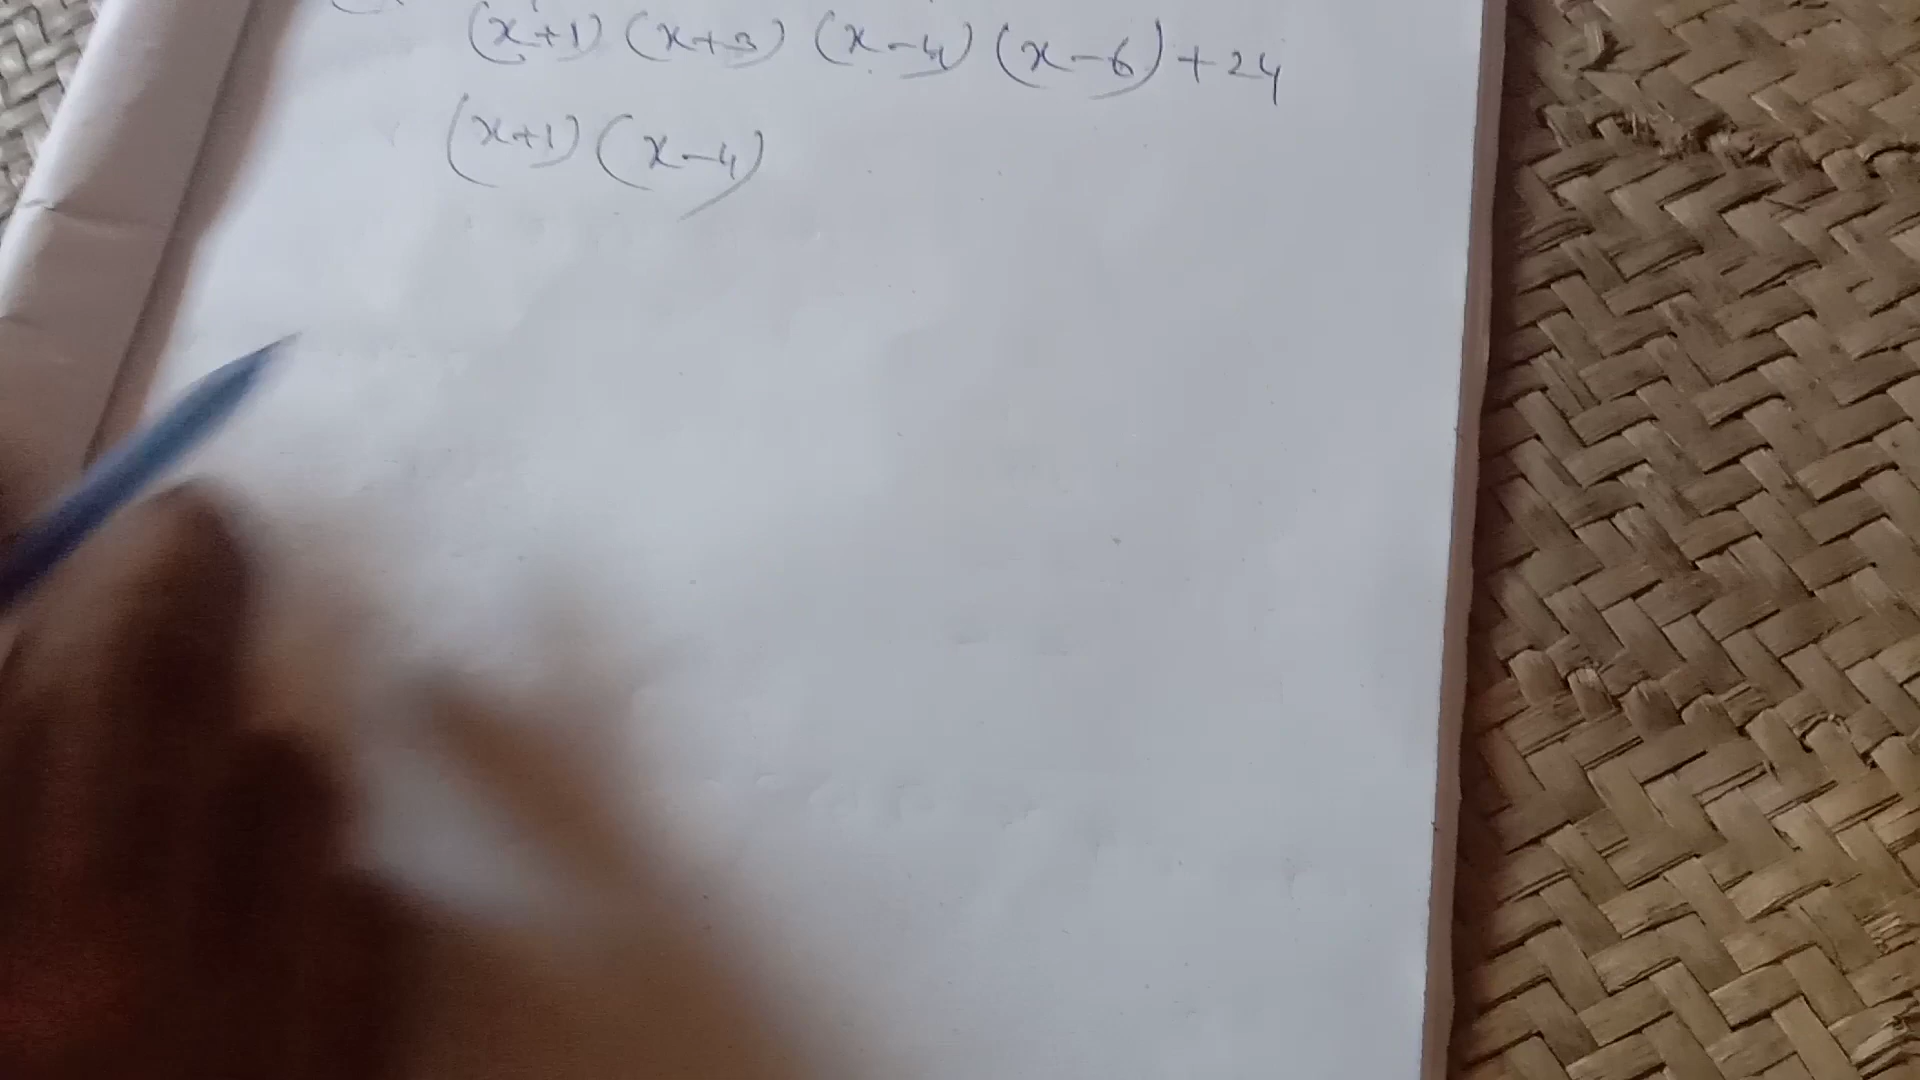 (x+1) (x+3) (x-4) (x-6) +24
(x+1) (x-4)